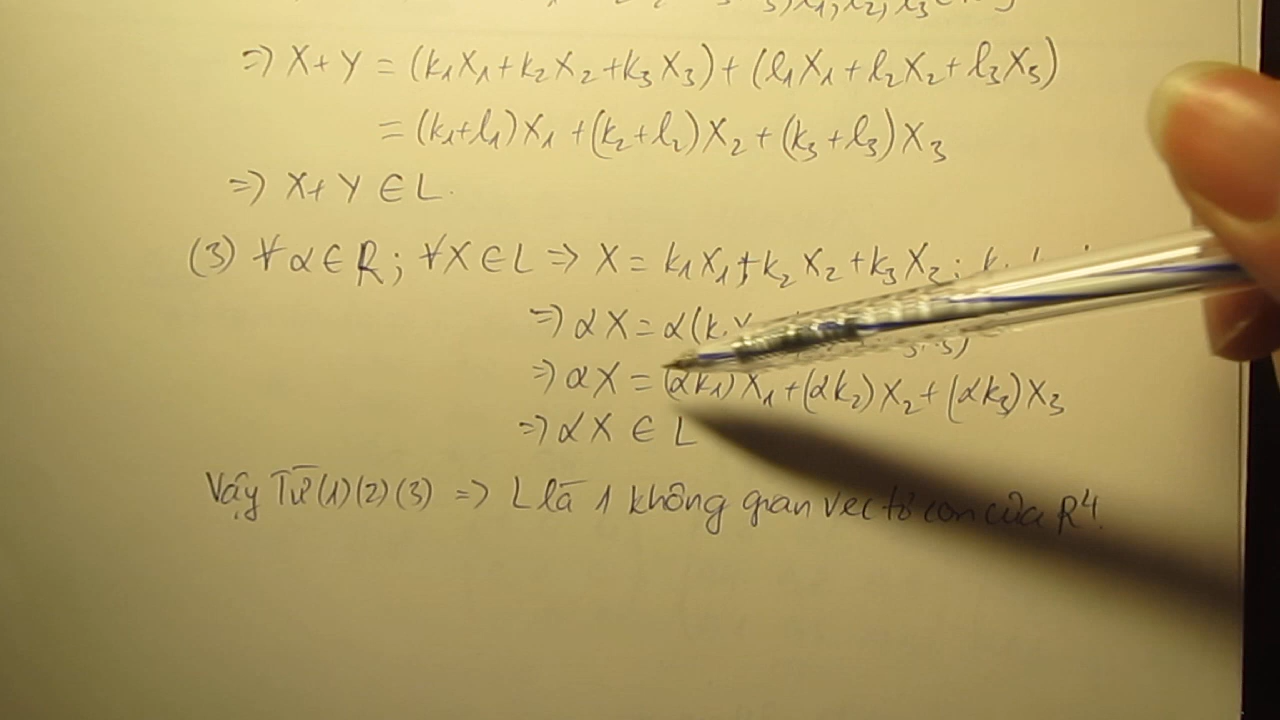 ⇒ X+Y = (k₁X₁+k₂X₂+k₃X₃)+(l₁X₁+l₂X₂+l₃X₃)
= (k₁+l₁)X₁+(k₂+l₂)X₂+(k₃+l₃)X₃
⇒ X+Y ∈ L.
(3) ∀α∈R; ∀X∈L ⇒ X = k₁X₁+k₂X₂+k₃X₂;
⇒ αX = α(k₁
⇒ αX = (αk₁)X₁+(αk₂)X₂+(αk₃)X₃
⇒ αX ∈ L
Vậy Từ (1)(2)(3) ⇒ L là 1 không gian vectơ con của R⁴.